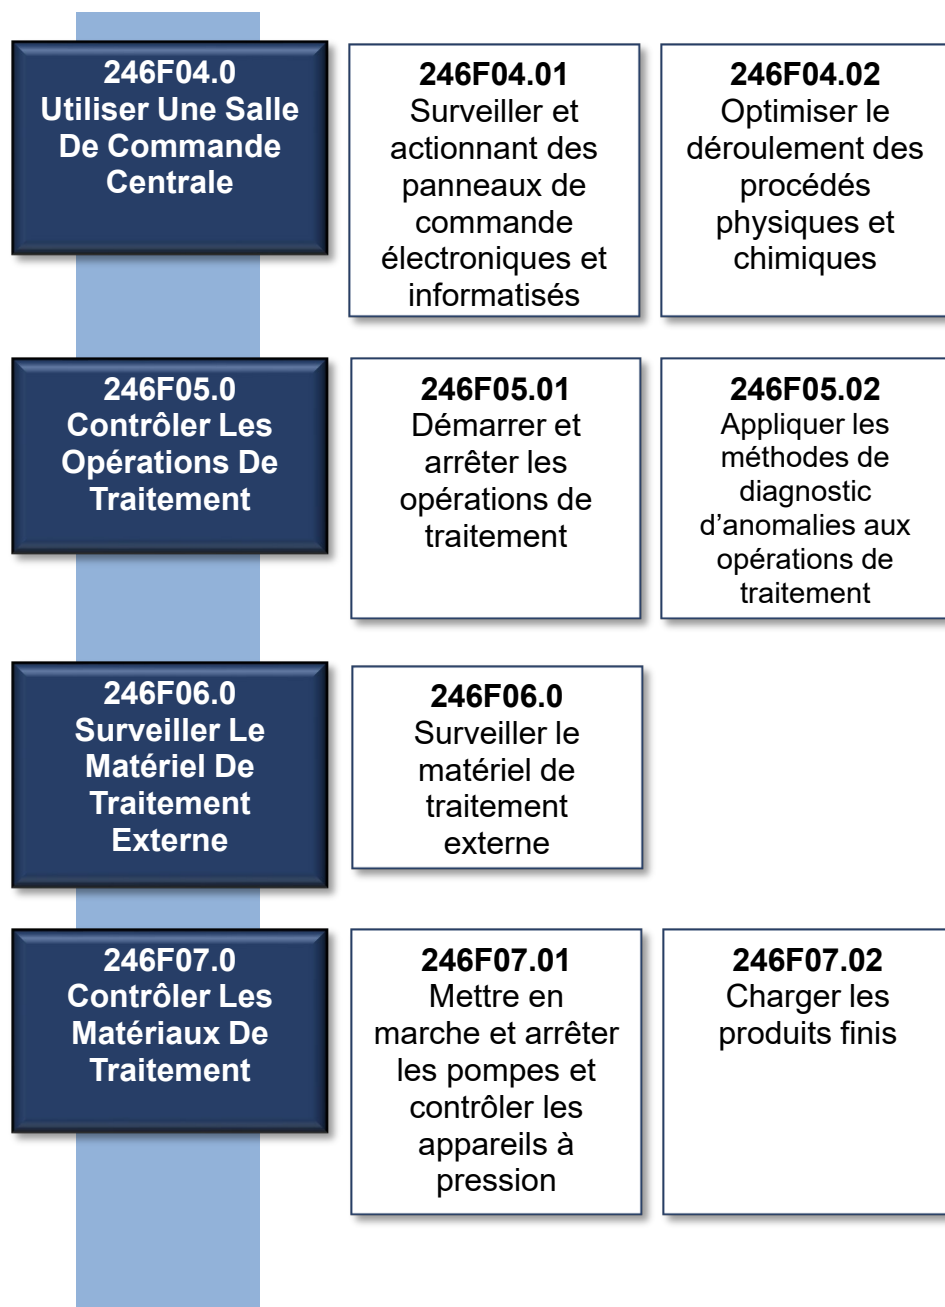 246F04.0
Utiliser Une Salle
De Commande
Centrale
246F04.01
Surveiller et
actionnant des
panneaux de
commande
électroniques et
informatisés
246F04.02
Optimiser le
déroulement des
procédés
physiques et
chimiques
246F05.0
Contrôler Les
Opérations De
Traitement
246F05.01
Démarrer et
arrêter les
opérations de
traitement
246F05.02
Appliquer les
méthodes de
diagnostic
d’anomalies aux
opérations de
traitement
246F06.0
Surveiller Le
Matériel De
Traitement
Externe
246F06.0
Surveiller le
matériel de
traitement
externe
246F07.0
Contrôler Les
Matériaux De
Traitement
246F07.01
Mettre en
marche et arrêter
les pompes et
contrôler les
appareils à
pression
246F07.02
Charger les
produits finis